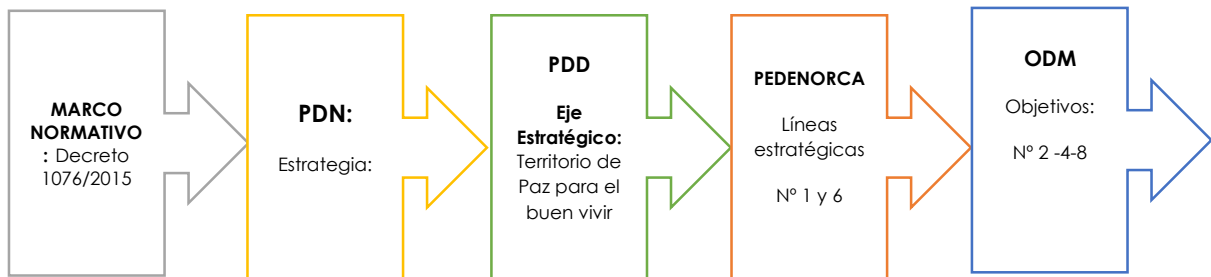 MARCO
NORMATIVO
: Decreto
1076/2015
PDN:
Estrategia:
PDD
Eje
Estratégico:
Territorio de
Paz para el
buen vivir
PEDENORCA
Líneas
estratégicas
Nº 1 y 6
ODM
Objetivos:
Nº 2 -4-8